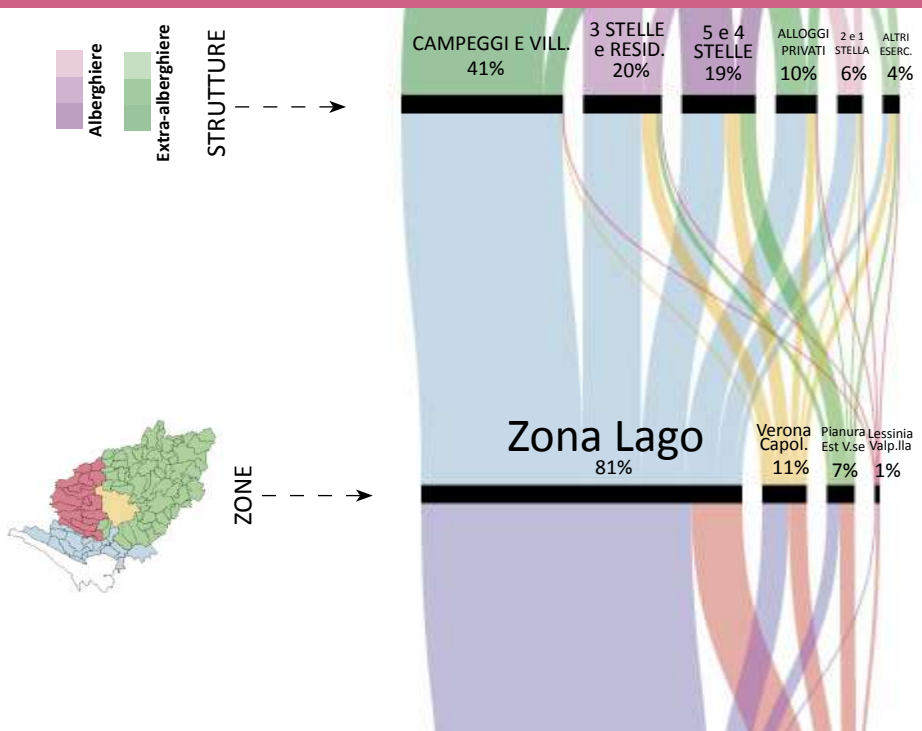 Alberghiere
Extra-alberghiere
STRUTTURE
CAMPEGGI E VILL.
41%
3 STELLE
e RESID.
20%
5 e 4
STELLE
19%
ALLOGGI
PRIVATI
10%
2 e 1
STELLA
6%
ALTRI
ESERC.
4%
ZONE
Zona Lago
81%
Verona
Capol.
11%
Pianura
Est V.se
7%
Lessinia
Valp.lla
1%